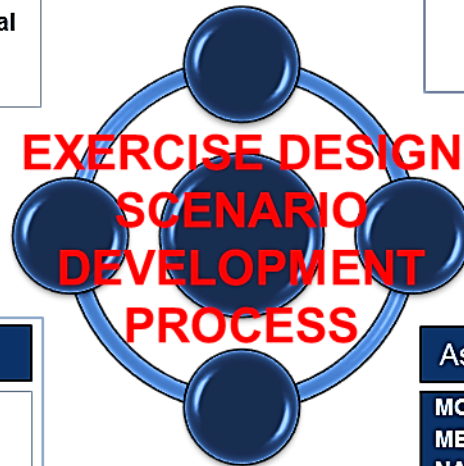 al
EXERCISE DESIGN
SCENARIO
DEVELOPMENT
PROCESS
As
MO
ME